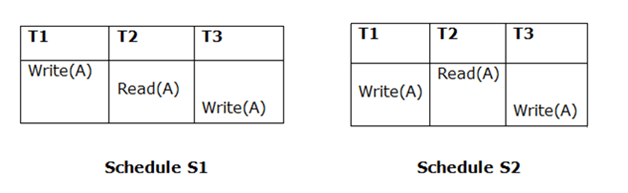 T1 T2 T3
Write(A)
Read(A)
Write(A)
Schedule S1
T1 T2 T3
Read(A)
Write(A)
Write(A)
Schedule S2